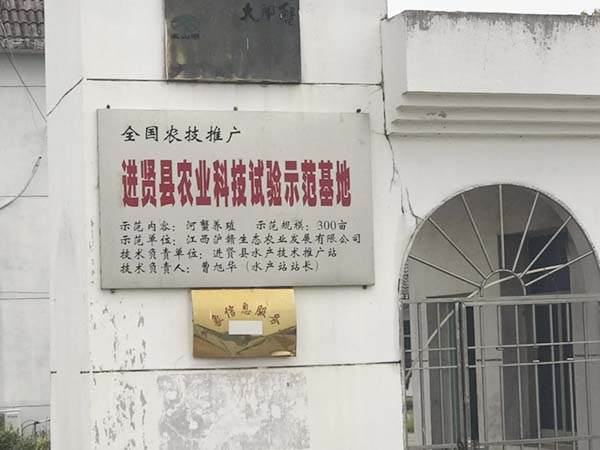 全国农技推广
进贤县农业科技试验示范基地
示范内容：河蟹养殖　示范规模：300亩
示范单位：江西沪赣生态农业发展有限公司
技术负责单位：进贤县水产技术推广站
技术负责人：曹旭华（水产站站长）
信息服务